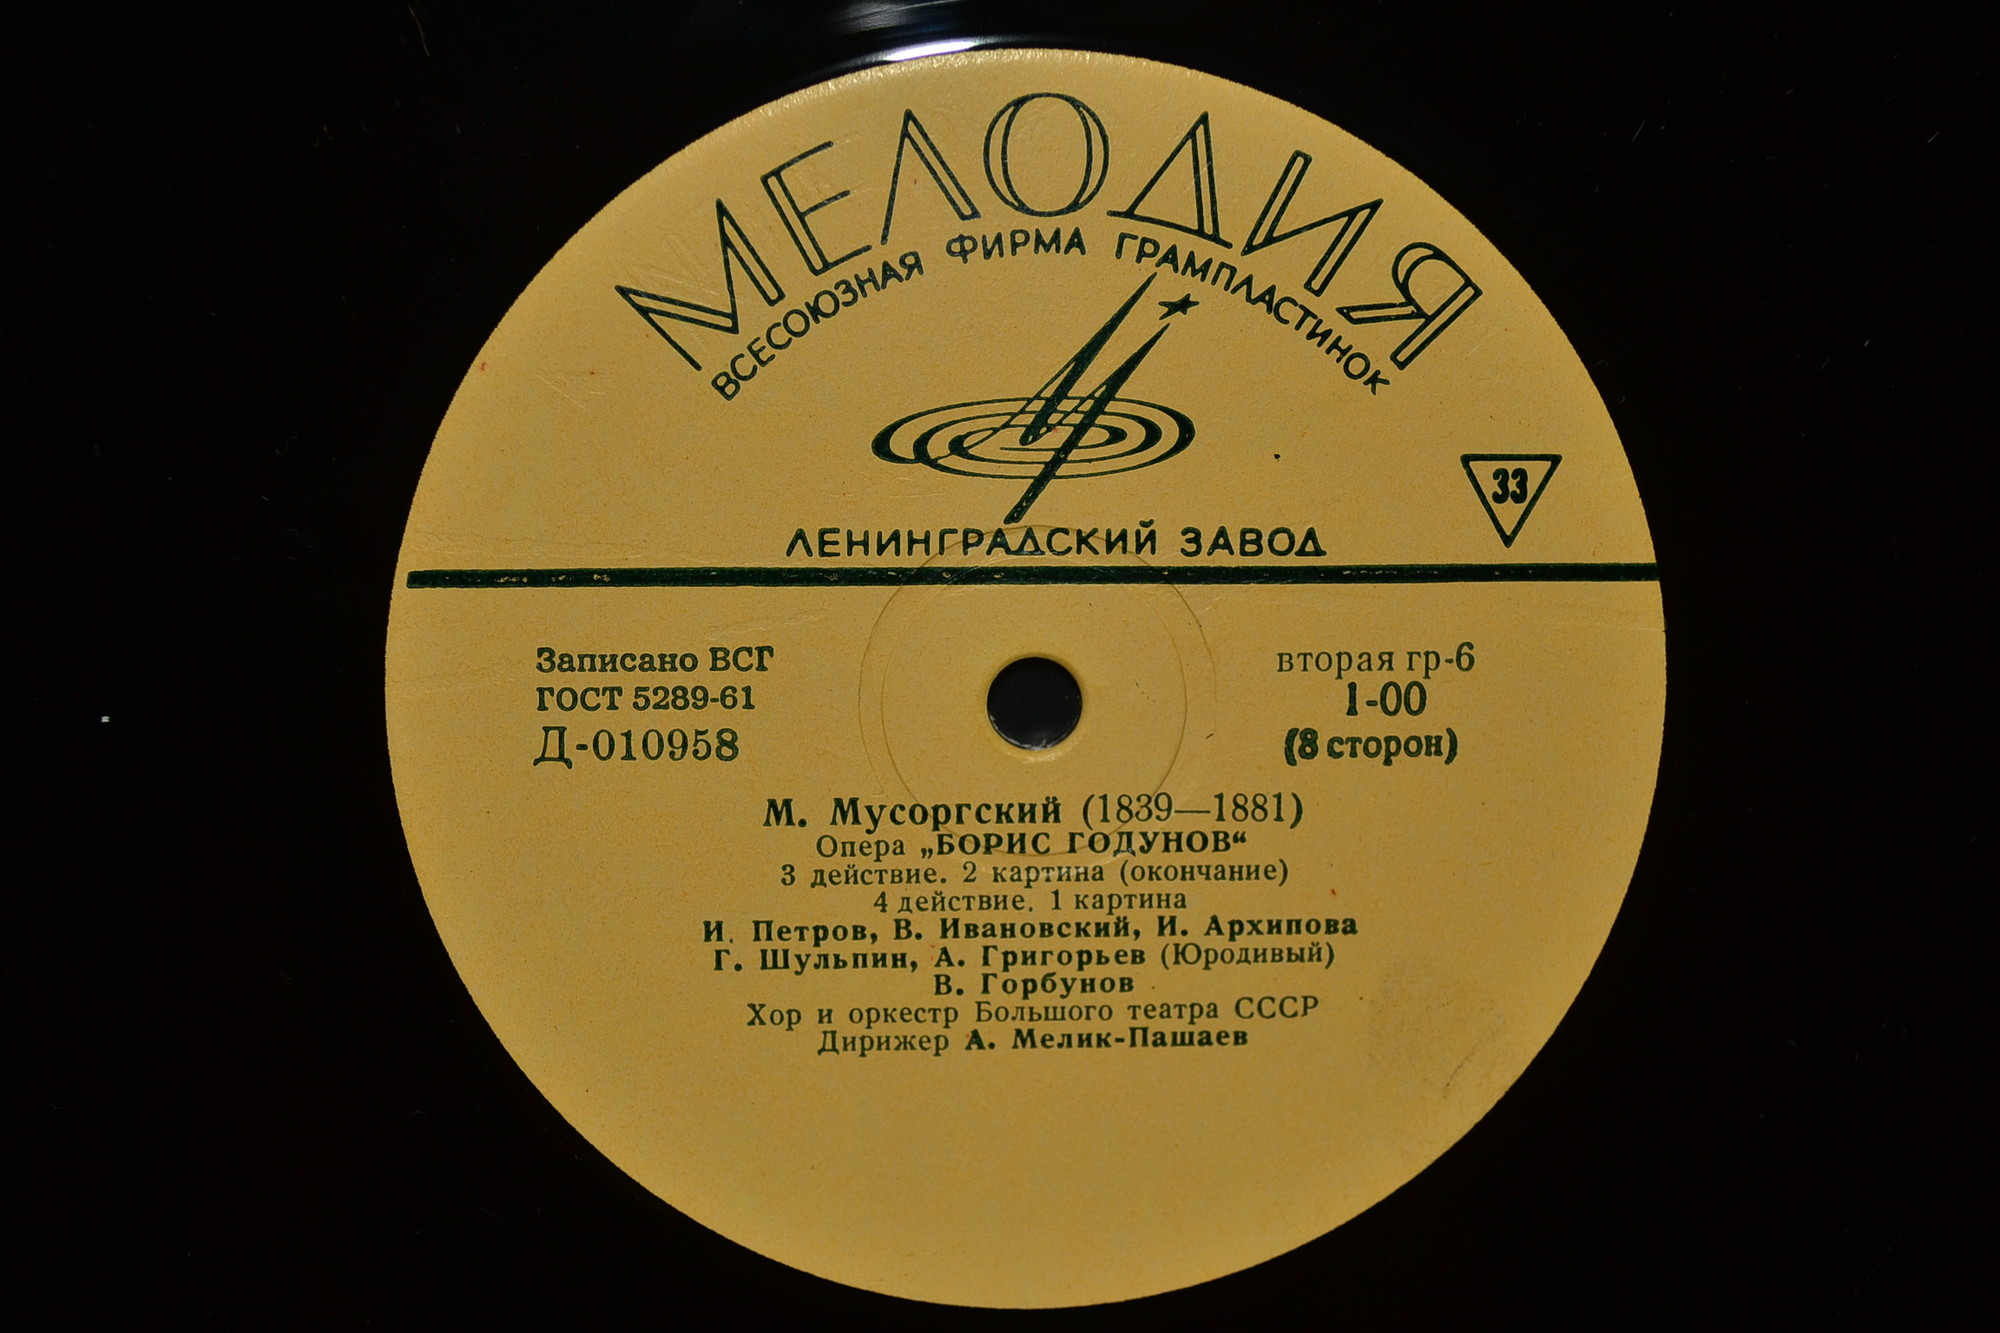 МЕЛОДИЯ
ВСЕСОЮЗНАЯ ФИРМА ГРАМПЛАСТИНОК
33
ЛЕНИНГРАДСКИЙ ЗАВОД
Записано ВСГ
ГОСТ 5289-61
Д-010958
вторая гр-6
1-00
(8 сторон)
М. Мусоргский (1839—1881)
Опера „БОРИС ГОДУНОВ“
3 действие. 2 картина (окончание)
4 действие. 1 картина
И. Петров, В. Ивановский, И. Архипова
Г. Шульпин, А. Григорьев (Юродивый)
В. Горбунов
Хор и оркестр Большого театра СССР
Дирижер А. Мелик-Пашаев